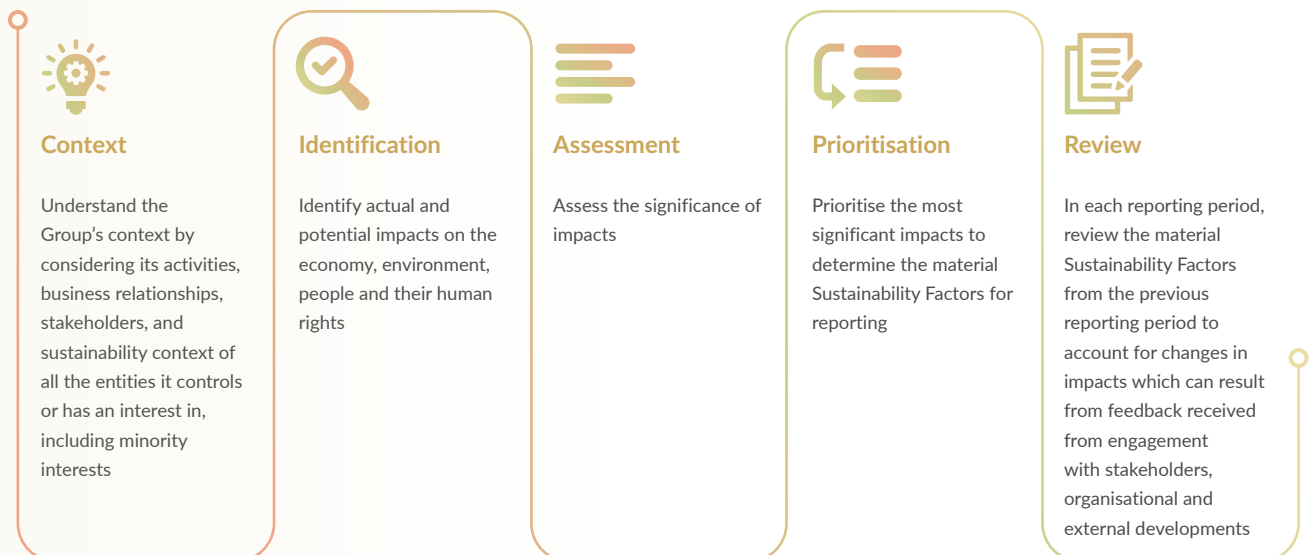 Context
Understand the
Group's context by
considering its activities,
business relationships,
stakeholders, and
sustainability context of
all the entities it controls
or has an interest in,
including minority
interests
Identification
Identify actual and
potential impacts on the
economy, environment,
people and their human
rights
Assessment
Assess the significance of
impacts
Prioritisation
Prioritise the most
significant impacts to
determine the material
Sustainability Factors for
reporting
Review
In each reporting period,
review the material
Sustainability Factors
from the previous
reporting period to
account for changes in
impacts which can result
from feedback received
from engagement
with stakeholders,
organisational and
external developments